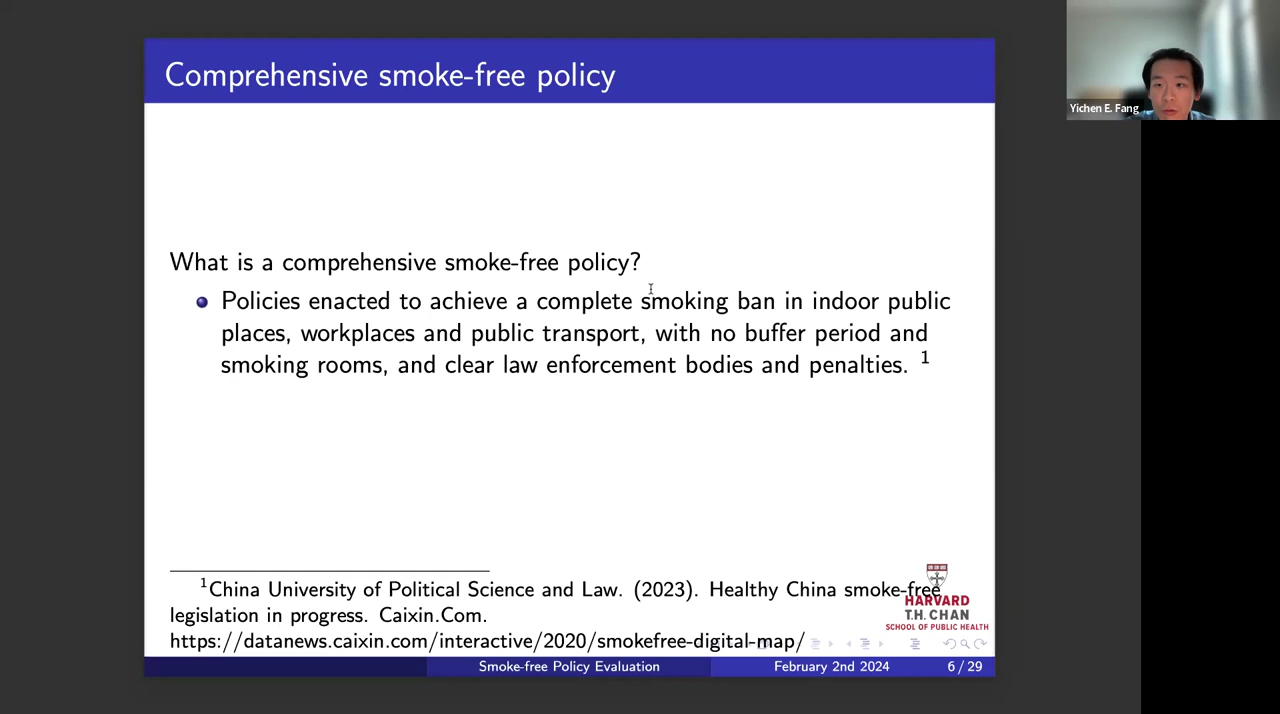 Comprehensive smoke-free policy
Yichen E. Fang
What is a comprehensive smoke-free policy?
Policies enacted to achieve a complete smoking ban in indoor public
places, workplaces and public transport, with no buffer period and
smoking rooms, and clear law enforcement bodies and penalties. 1
1China University of Political Science and Law. (2023). Healthy China smoke-free
legislation in progress. Caixin.Com.
https://datanews.caixin.com/interactive/2020/smokefree-digital-map/
HARVARD
T.H. CHAN
SCHOOL OF PUBLIC HEALTH
Smoke-free Policy Evaluation
February 2nd 2024
6 / 29